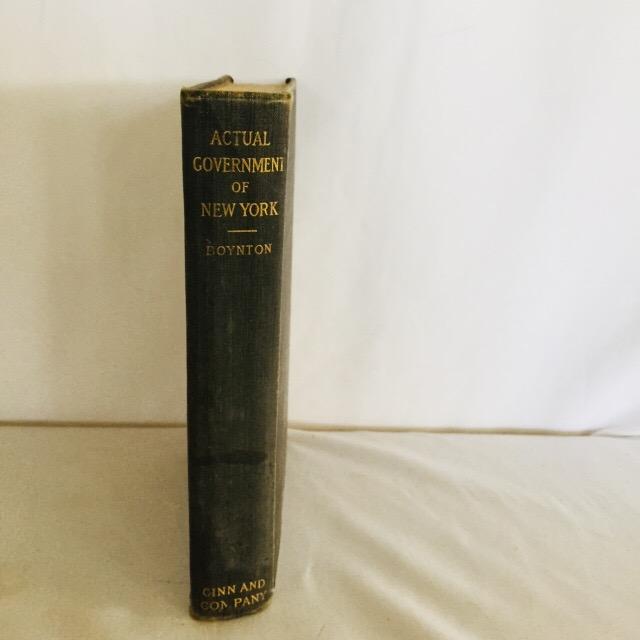 ACTUAL
GOVERNMENT
OF
NEW YORK
BOYNTON
GINN AND
COMPANY